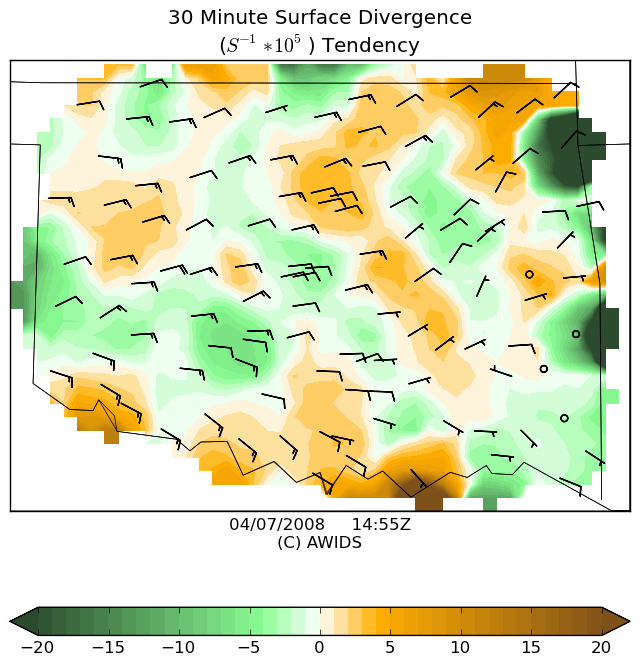 30 Minute Surface Divergence
(S⁻¹ ∗10⁵ ) Tendency
04/07/2008 14:55Z
(C) AWIDS
−20 −15 −10 −5 0 5 10 15 20